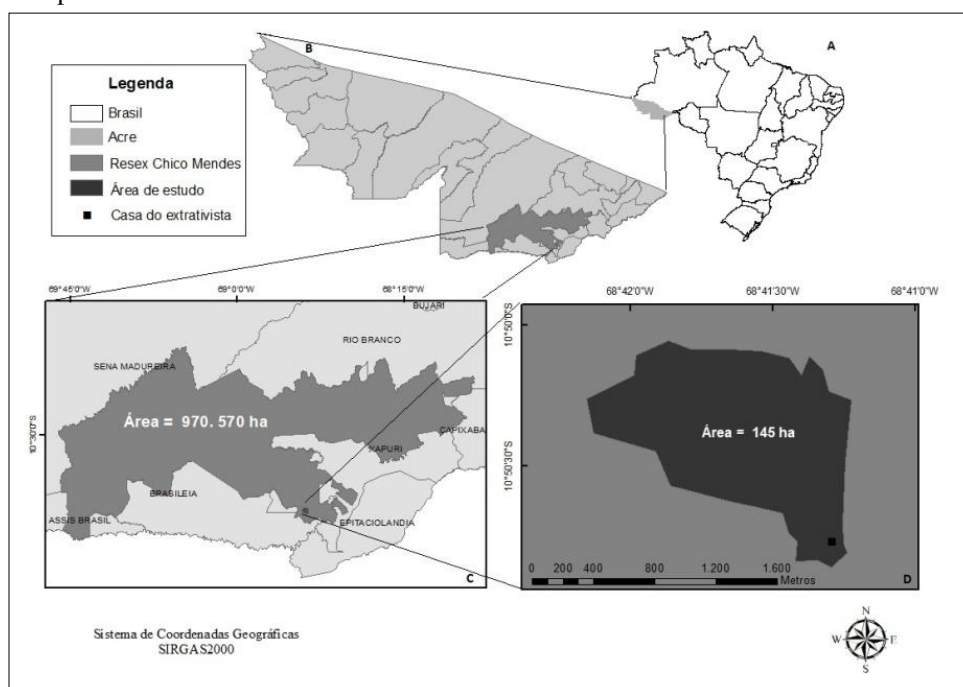 B
A
Legenda
Brasil
Acre
Resex Chico Mendes
Área de estudo
Casa do extrativista
69°45'0"W
69°0'0"W
68°15'0"W
BUJARI
RIO BRANCO
SENA MADUREIRA
Área = 970. 570 ha
CAPIXABA
XAPURI
10°30'0"S
BRASILEIA
ASSIS BRASIL
EPITACIOLANDIA
C
68°42'0"W
68°41'30"W
68°41'0"W
10°50'0"S
Área = 145 ha
10°50'30"S
0 200 400 800 1.200 1.600
Metros
D
Sistema de Coordenadas Geográficas
SIRGAS2000
N
W E
S